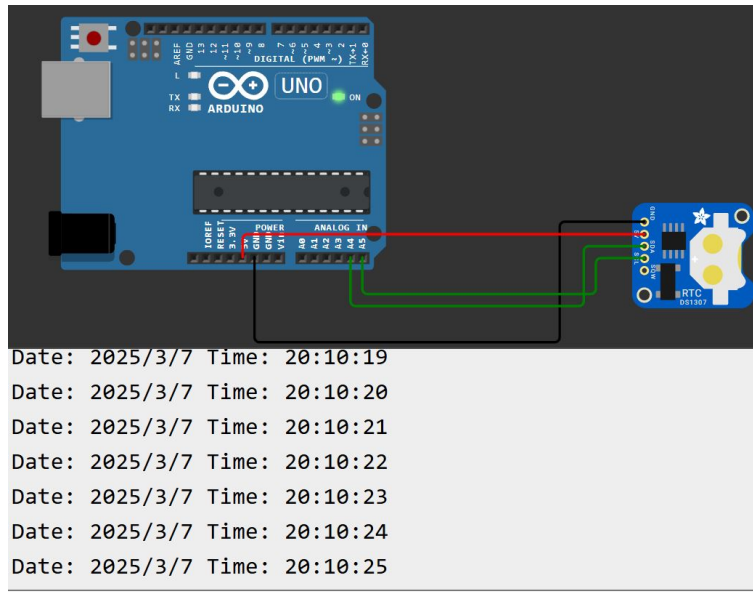 AREF
GND
13
12
~11
~10
~9
8
7
~6
~5
4
~3
2
TX→1
RX←0
DIGITAL (PWM ~)
L
TX
RX
ARDUINO
UNO
ON
IOREF
RESET
3.3V
5V
GND
GND
Vin
POWER
ANALOG IN
A0
A1
A2
A3
A4
A5
GND
5V
SDA
SCL
SQW
RTC
DS1307
Date: 2025/3/7 Time: 20:10:19
Date: 2025/3/7 Time: 20:10:20
Date: 2025/3/7 Time: 20:10:21
Date: 2025/3/7 Time: 20:10:22
Date: 2025/3/7 Time: 20:10:23
Date: 2025/3/7 Time: 20:10:24
Date: 2025/3/7 Time: 20:10:25